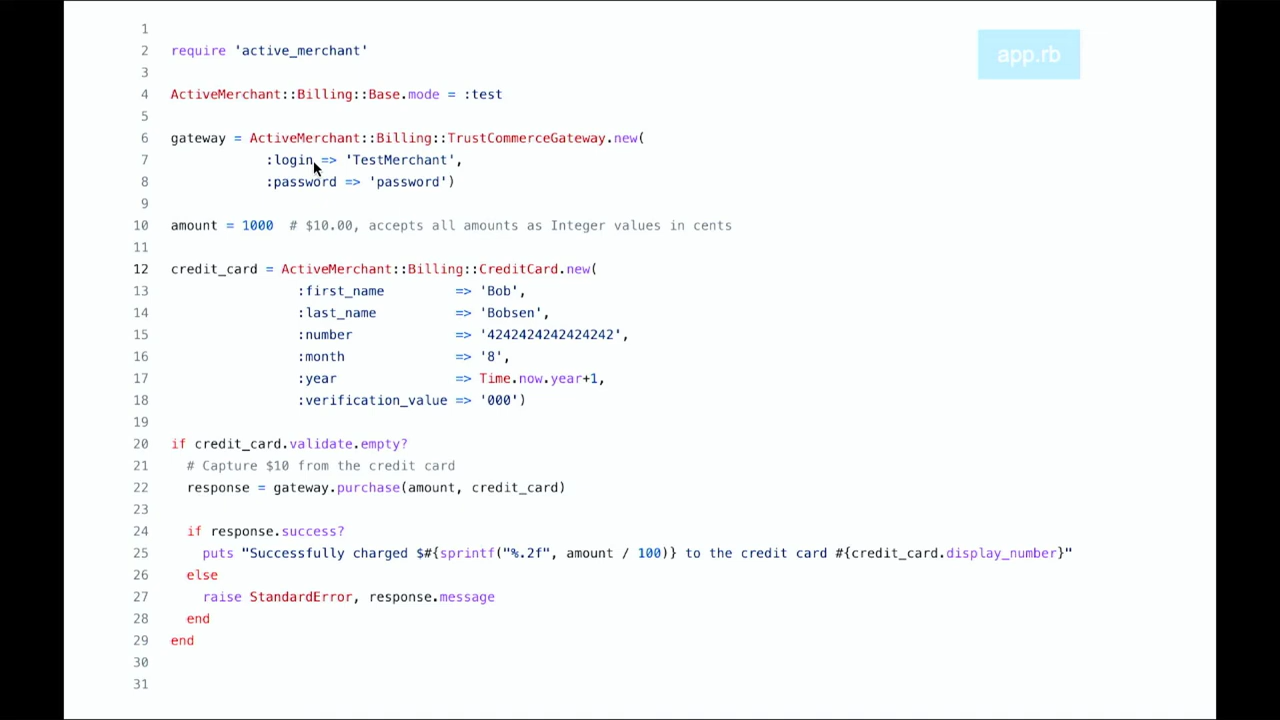 app.rb
1
2 require 'active_merchant'
3
4 ActiveMerchant::Billing::Base.mode = :test
5
6 gateway = ActiveMerchant::Billing::TrustCommerceGateway.new(
7 :login => 'TestMerchant',
8 :password => 'password')
9
10 amount = 1000 # $10.00, accepts all amounts as Integer values in cents
11
12 credit_card = ActiveMerchant::Billing::CreditCard.new(
13 :first_name => 'Bob',
14 :last_name => 'Bobsen',
15 :number => '4242424242424242',
16 :month => '8',
17 :year => Time.now.year+1,
18 :verification_value => '000')
19
20 if credit_card.validate.empty?
21 # Capture $10 from the credit card
22 response = gateway.purchase(amount, credit_card)
23
24 if response.success?
25 puts "Successfully charged $#{sprintf("%.2f", amount / 100)} to the credit card #{credit_card.display_number}"
26 else
27 raise StandardError, response.message
28 end
29 end
30
31